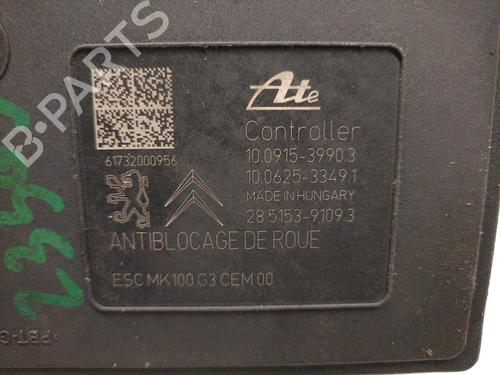 Ate
Controller
10.0915-3990.3
10.0625-3349.1
MADE IN HUNGARY
28.5153-9109.3
61732000956
ANTIBLOCAGE DE ROUE
ESC MK100 G3 CEM 00
B-PARTS